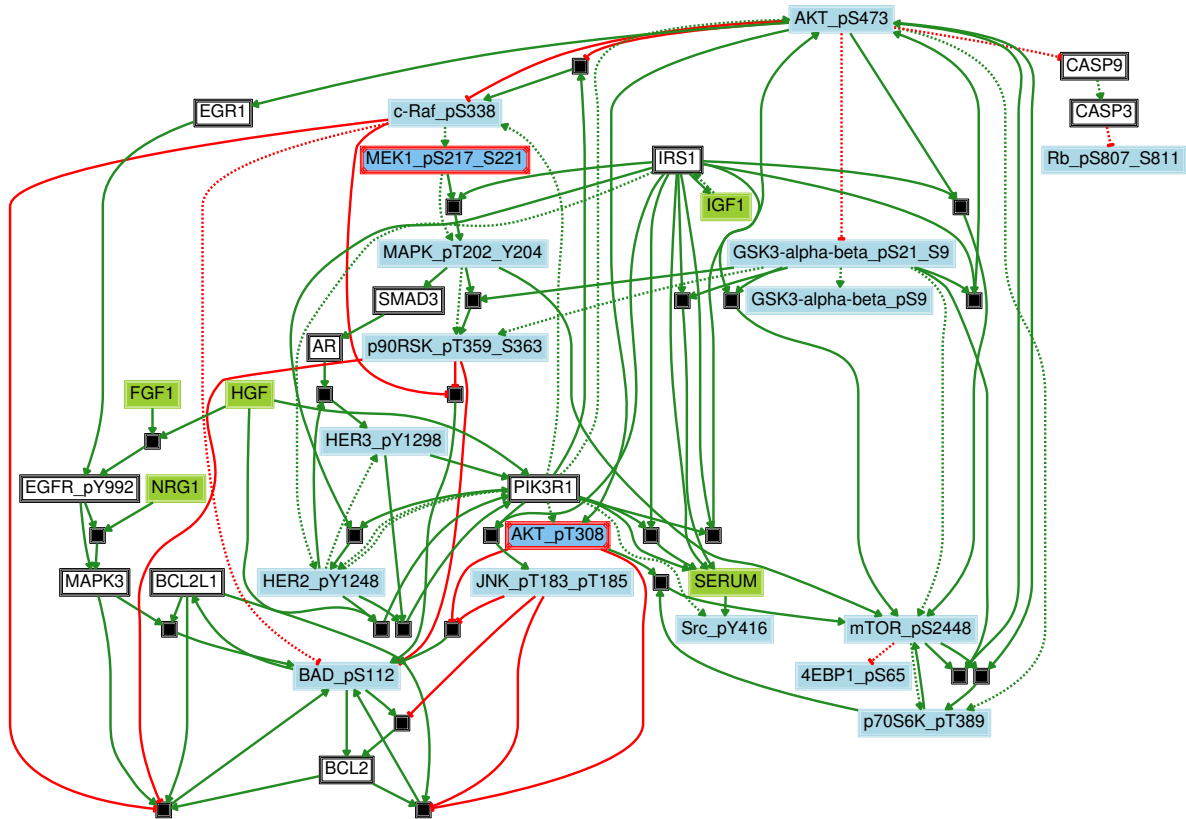 AKT_pS473
CASP9
EGR1
c-Raf_pS338
CASP3
MEK1_pS217_S221
IRS1
Rb_pS807_S811
IGF1
MAPK_pT202_Y204
GSK3-alpha-beta_pS21_S9
SMAD3
GSK3-alpha-beta_pS9
AR
p90RSK_pT359_S363
FGF1
HGF
HER3_pY1298
EGFR_pY992
NRG1
PIK3R1
AKT_pT308
MAPK3
BCL2L1
HER2_pY1248
JNK_pT183_pT185
SERUM
Src_pY416
mTOR_pS2448
BAD_pS112
4EBP1_pS65
p70S6K_pT389
BCL2